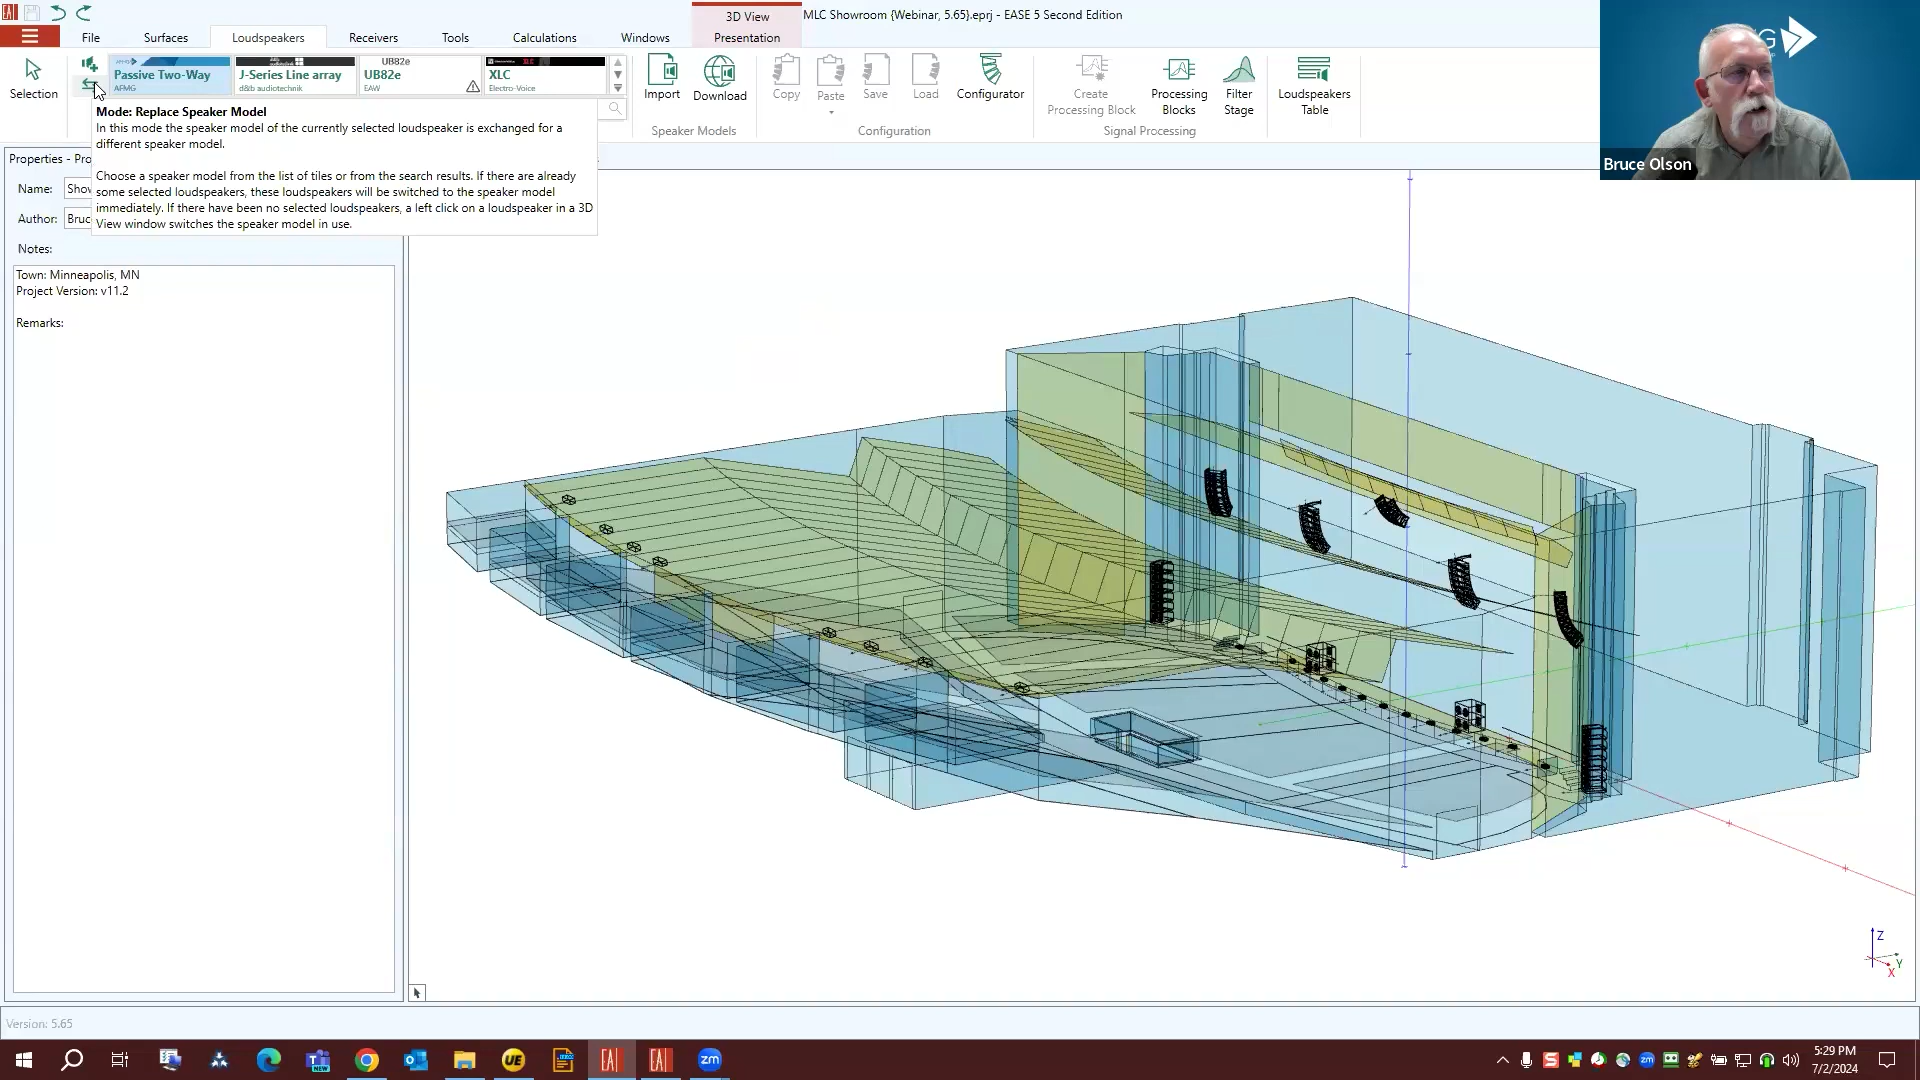 MLC Showroom {Webinar, 5.65}.eprj - EASE 5 Second Edition
3D View
File
Surfaces
Loudspeakers
Receivers
Tools
Calculations
Windows
Presentation
Selection
Passive Two-Way
AFMG
J-Series Line array
d&b audiotechnik
UB82e
UB82e
EAW
XLC
Electro-Voice
Import
Download
Speaker Models
Copy
Paste
Save
Load
Configurator
Configuration
Create
Processing Block
Processing
Blocks
Filter
Stage
Signal Processing
Loudspeakers
Table
Bruce Olson
Mode: Replace Speaker Model
In this mode the speaker model of the currently selected loudspeaker is exchanged for a
different speaker model.
Choose a speaker model from the list of tiles or from the search results. If there are already
some selected loudspeakers, these loudspeakers will be switched to the speaker model
immediately. If there have been no selected loudspeakers, a left click on a loudspeaker in a 3D
View window switches the speaker model in use.
Properties - Pro
Name: Show
Author: Bruc
Notes:
Town: Minneapolis, MN
Project Version: v11.2
Remarks:
Z
Y
X
Version: 5.65
5:29 PM
7/2/2024